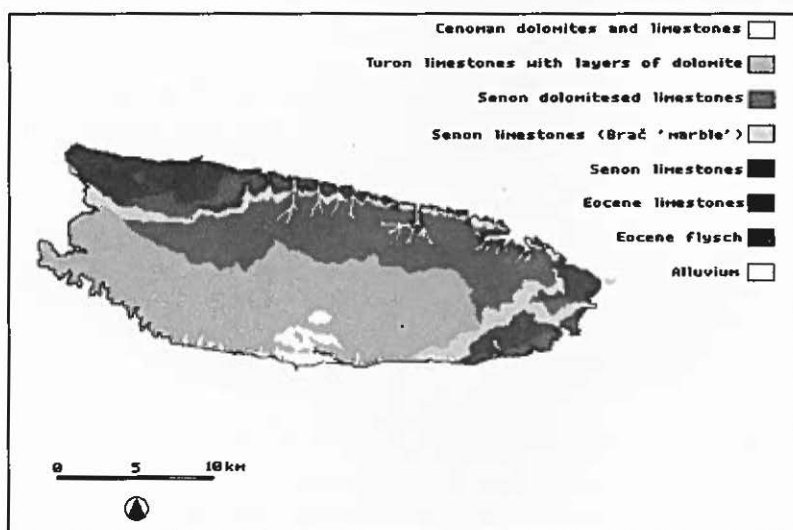 Cenoman dolomites and limestones
Turon limestones with layers of dolomite
Senon dolomitesed limestones
Senon limestones (Brač 'marble')
Senon limestones
Eocene limestones
Eocene flysch
Alluvium
0 5 10 km